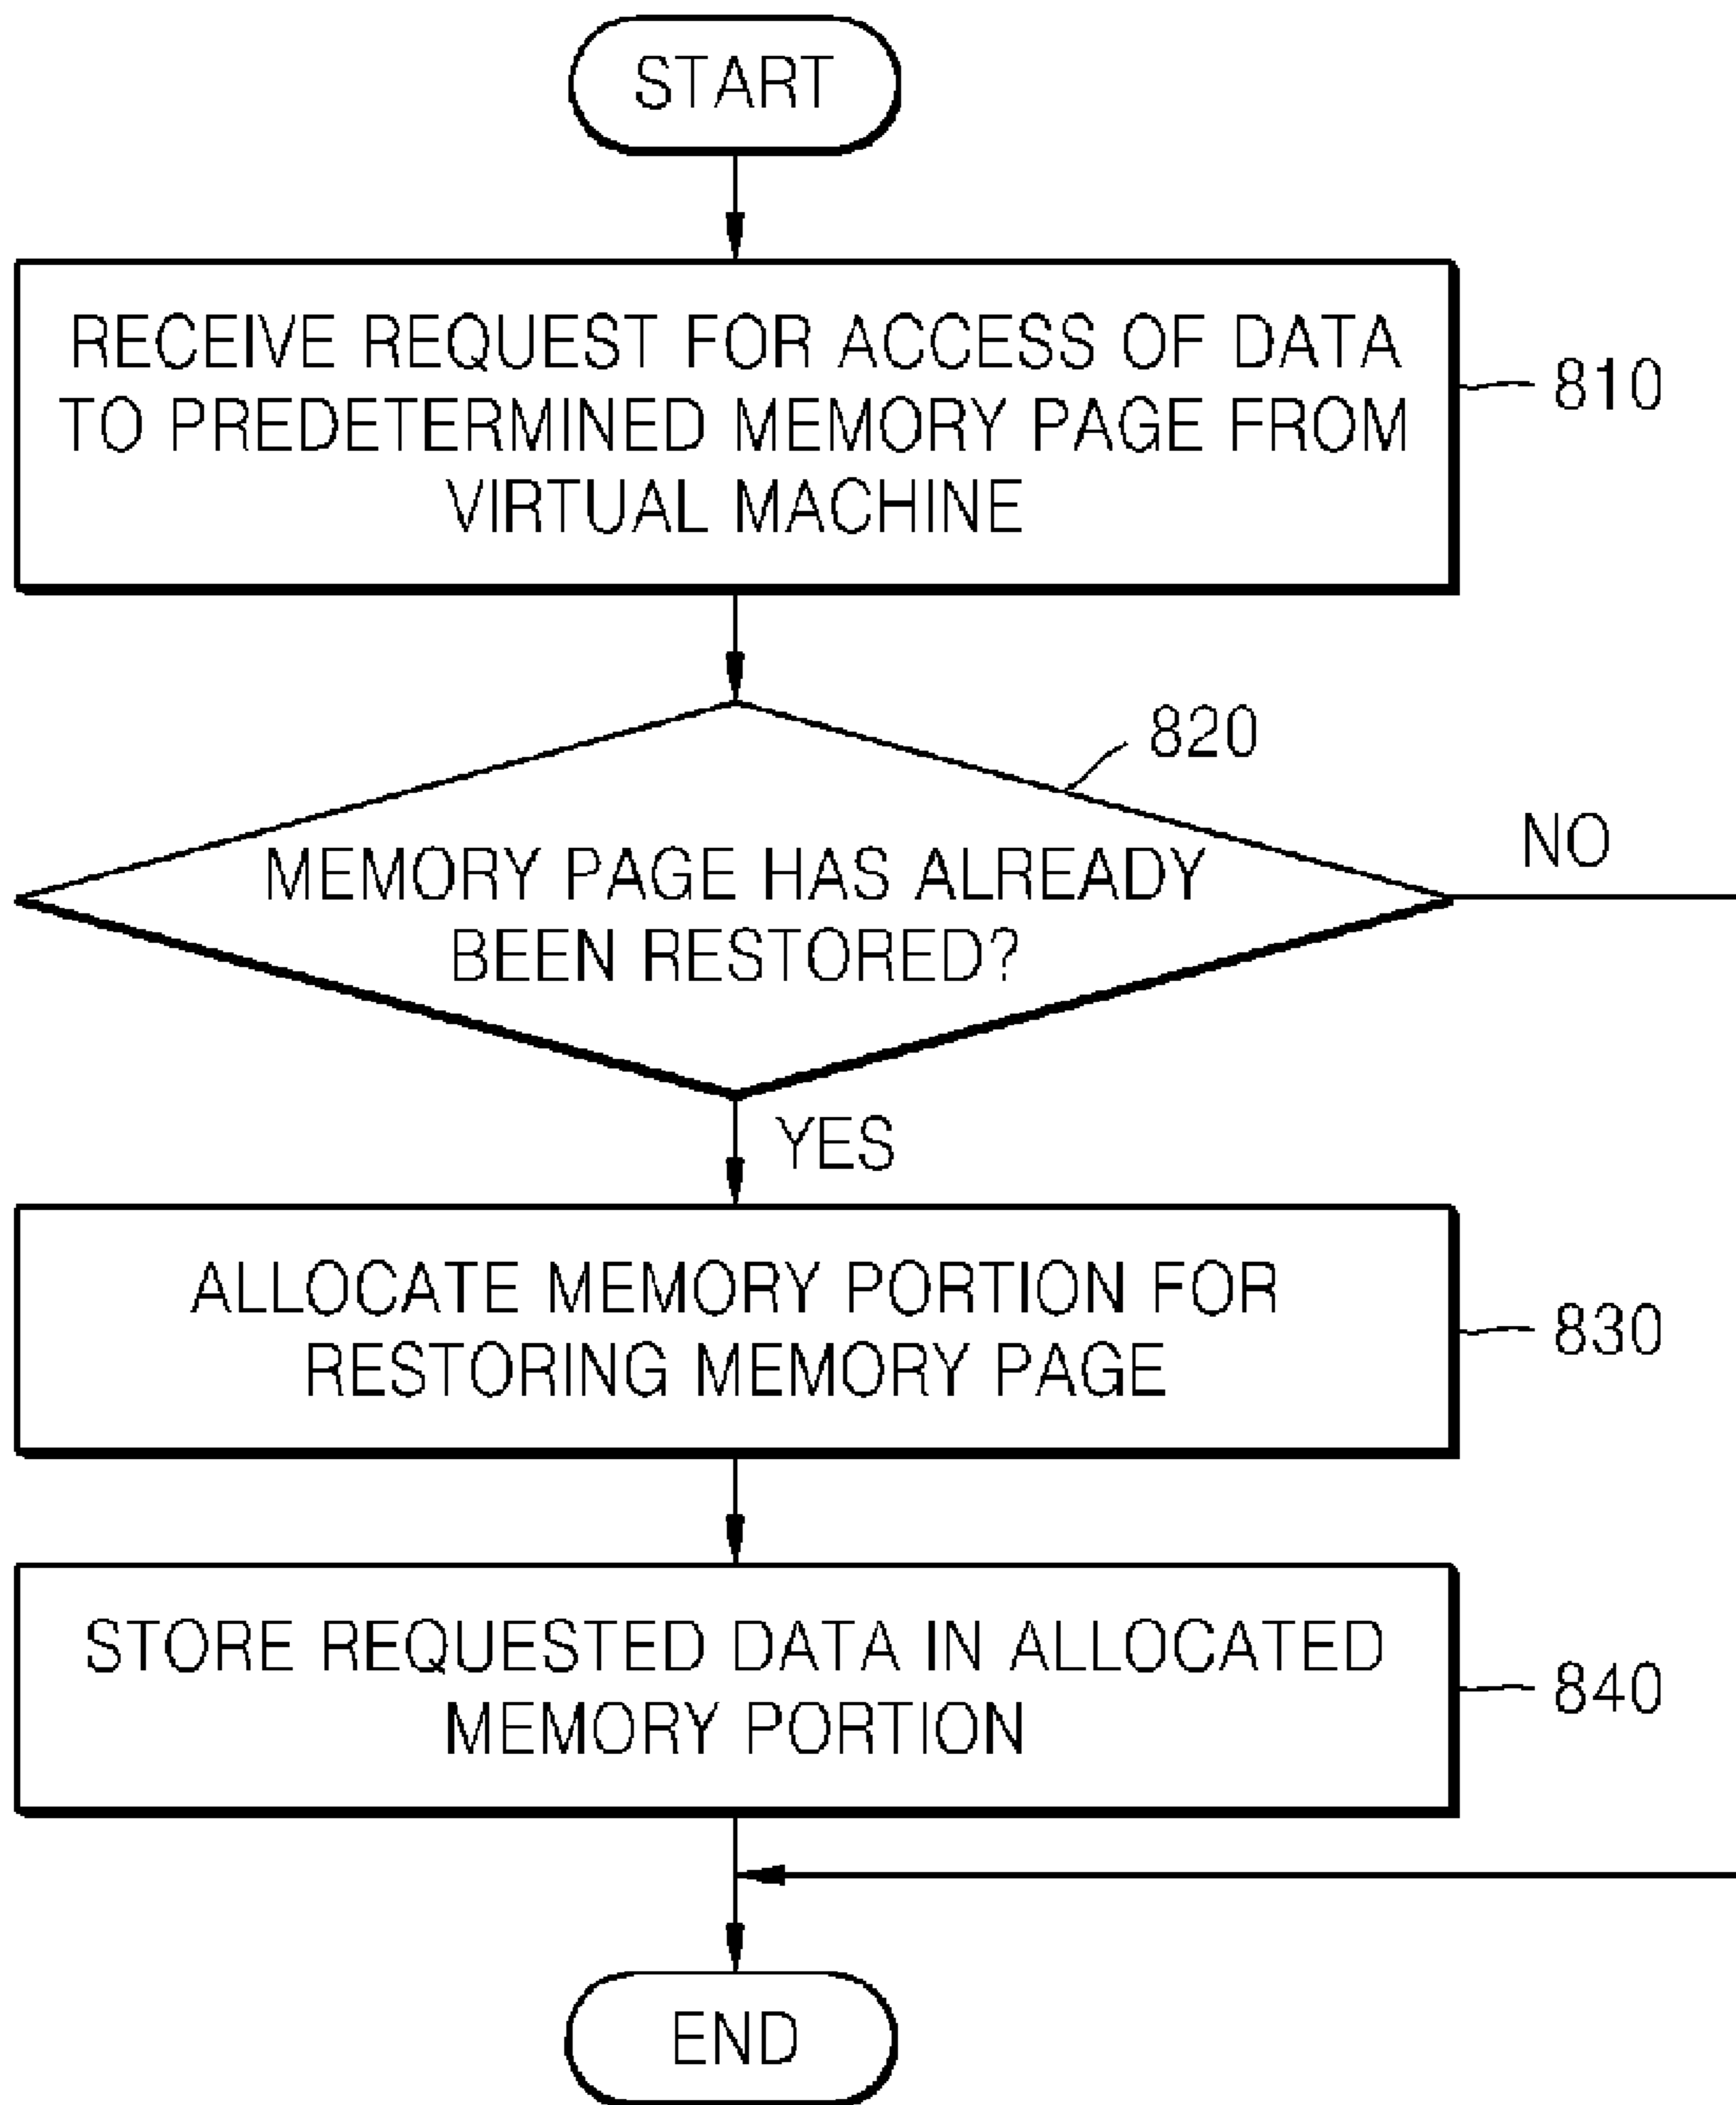 START
RECEIVE REQUEST FOR ACCESS OF DATA
TO PREDETERMINED MEMORY PAGE FROM
VIRTUAL MACHINE
810
820
NO
MEMORY PAGE HAS ALREADY
BEEN RESTORED?
YES
ALLOCATE MEMORY PORTION FOR
RESTORING MEMORY PAGE
830
STORE REQUESTED DATA IN ALLOCATED
MEMORY PORTION
840
END